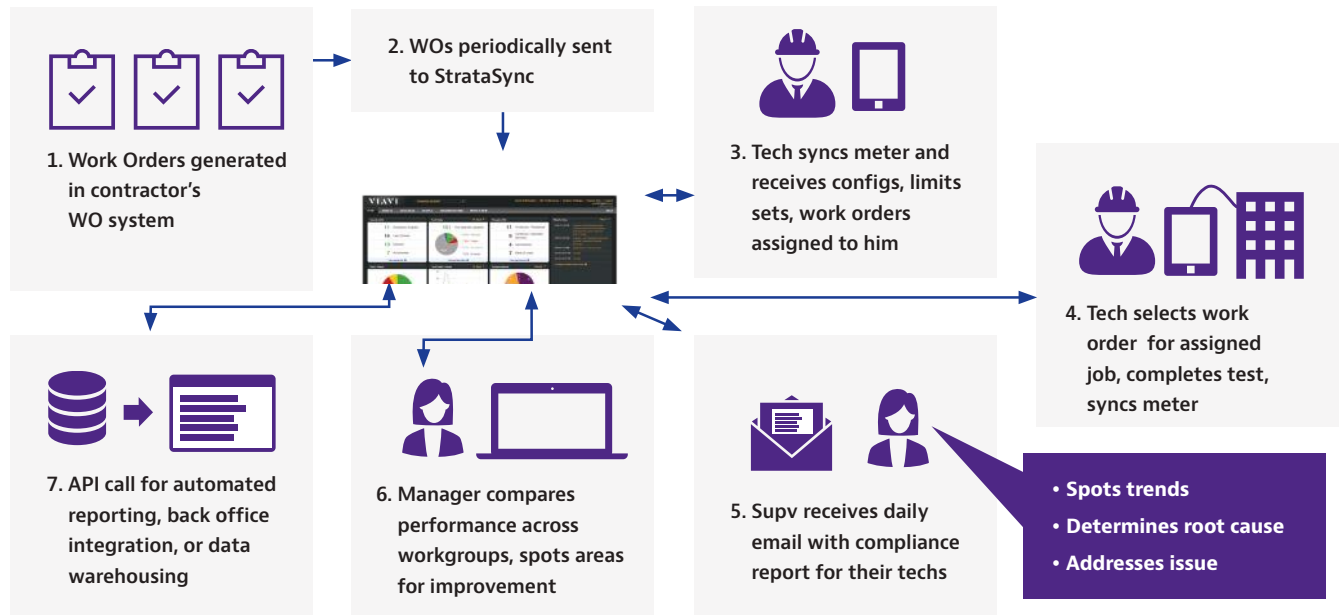 1. Work Orders generated
in contractor's
WO system
2. WOs periodically sent
to StrataSync
3. Tech syncs meter and
receives configs, limits
sets, work orders
assigned to him
4. Tech selects work
order for assigned
job, completes test,
syncs meter
VIAVI
7. API call for automated
reporting, back office
integration, or data
warehousing
6. Manager compares
performance across
workgroups, spots areas
for improvement
5. Supv receives daily
email with compliance
report for their techs
• Spots trends
• Determines root cause
• Addresses issue